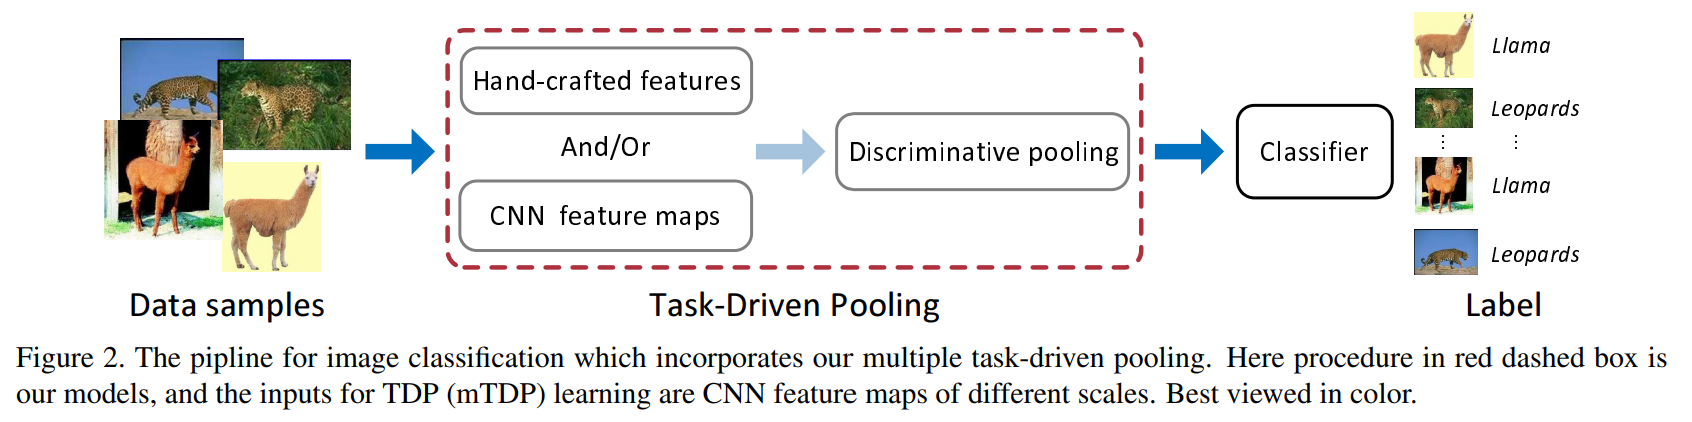 Hand-crafted features
And/Or
CNN feature maps
Discriminative pooling
Classifier
Llama
Leopards
Llama
Leopards
Data samples
Task-Driven Pooling
Label
Figure 2. The pipline for image classification which incorporates our multiple task-driven pooling. Here procedure in red dashed box is
our models, and the inputs for TDP (mTDP) learning are CNN feature maps of different scales. Best viewed in color.